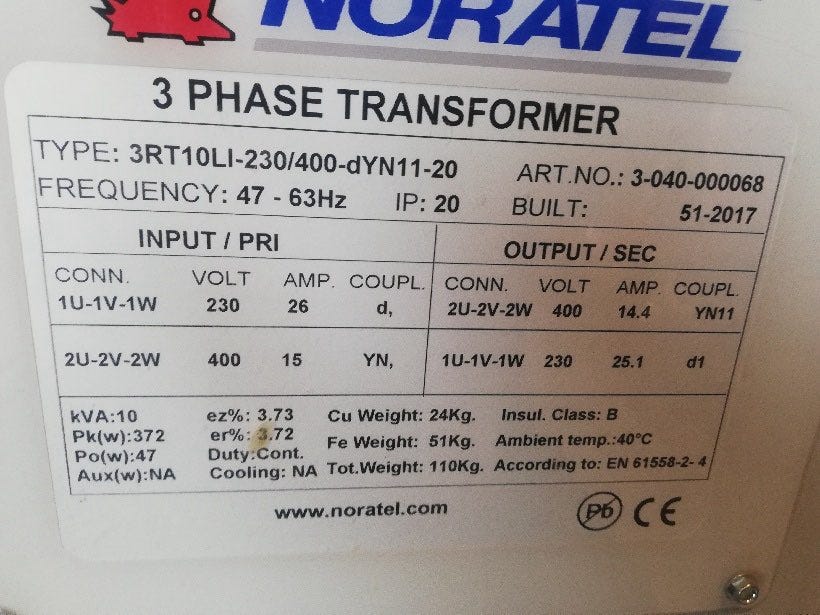 NORATEL
3 PHASE TRANSFORMER
TYPE: 3RT10LI-230/400-dYN11-20 ART.NO.: 3-040-000068
FREQUENCY: 47 - 63Hz IP: 20 BUILT: 51-2017
INPUT / PRI OUTPUT / SEC
CONN. VOLT AMP. COUPL. CONN. VOLT AMP. COUPL.
1U-1V-1W 230 26 d, 2U-2V-2W 400 14.4 YN11
2U-2V-2W 400 15 YN, 1U-1V-1W 230 25.1 d1
kVA:10 ez%: 3.73 Cu Weight: 24Kg. Insul. Class: B
Pk(w):372 er%: 3.72 Fe Weight: 51Kg. Ambient temp.:40°C
Po(w):47 Duty:Cont. Tot.Weight: 110Kg. According to: EN 61558-2- 4
Aux(w):NA Cooling: NA
www.noratel.com Pb CE